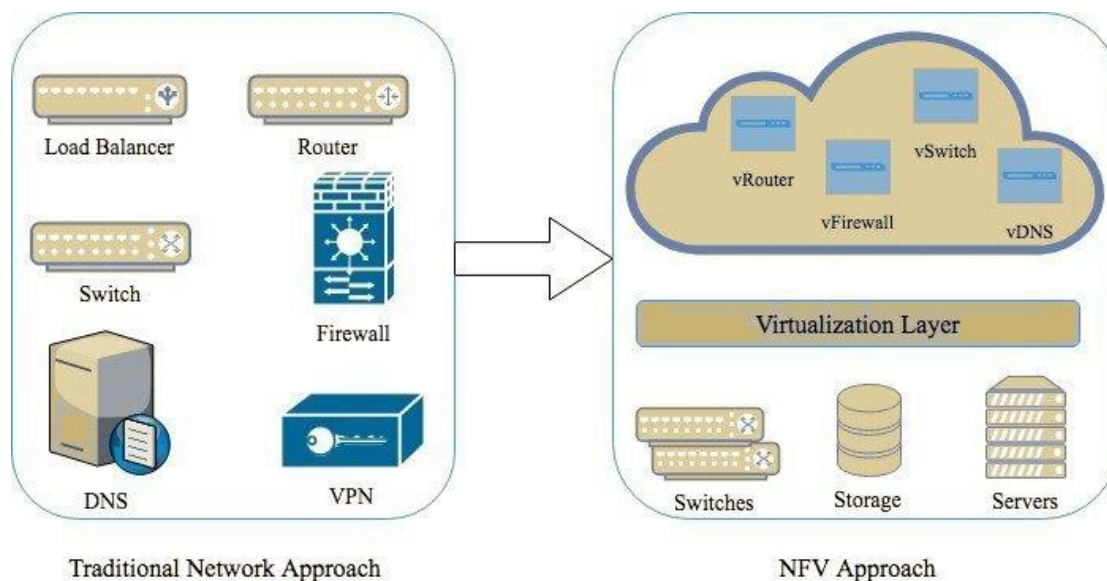 Load Balancer
Router
Switch
Firewall
DNS
VPN
Traditional Network Approach
vRouter
vFirewall
vSwitch
vDNS
Virtualization Layer
Switches
Storage
Servers
NFV Approach